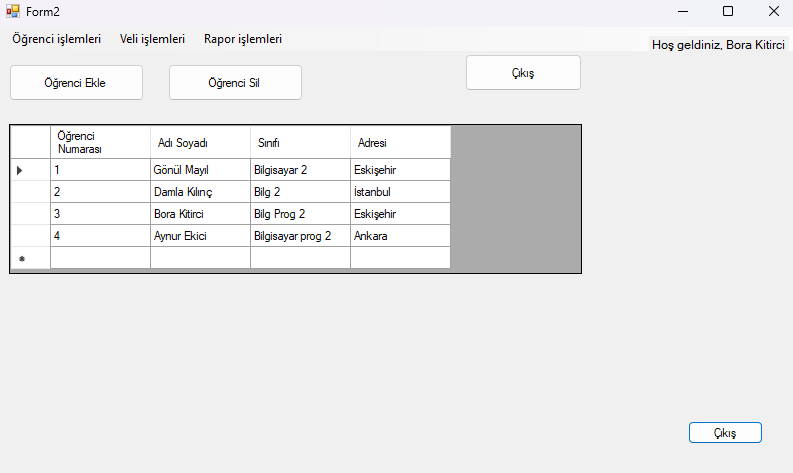 Form2
Öğrenci işlemleri Veli işlemleri Rapor işlemleri
Hoş geldiniz, Bora Kitirci
Öğrenci Ekle Öğrenci Sil Çıkış
Öğrenci
Numarası Adı Soyadı Sınıfı Adresi
1 Gönül Mayıl Bilgisayar 2 Eskişehir
2 Damla Kılınç Bilg 2 İstanbul
3 Bora Kitirci Bilg Prog 2 Eskişehir
4 Aynur Ekici Bilgisayar prog 2 Ankara
Çıkış